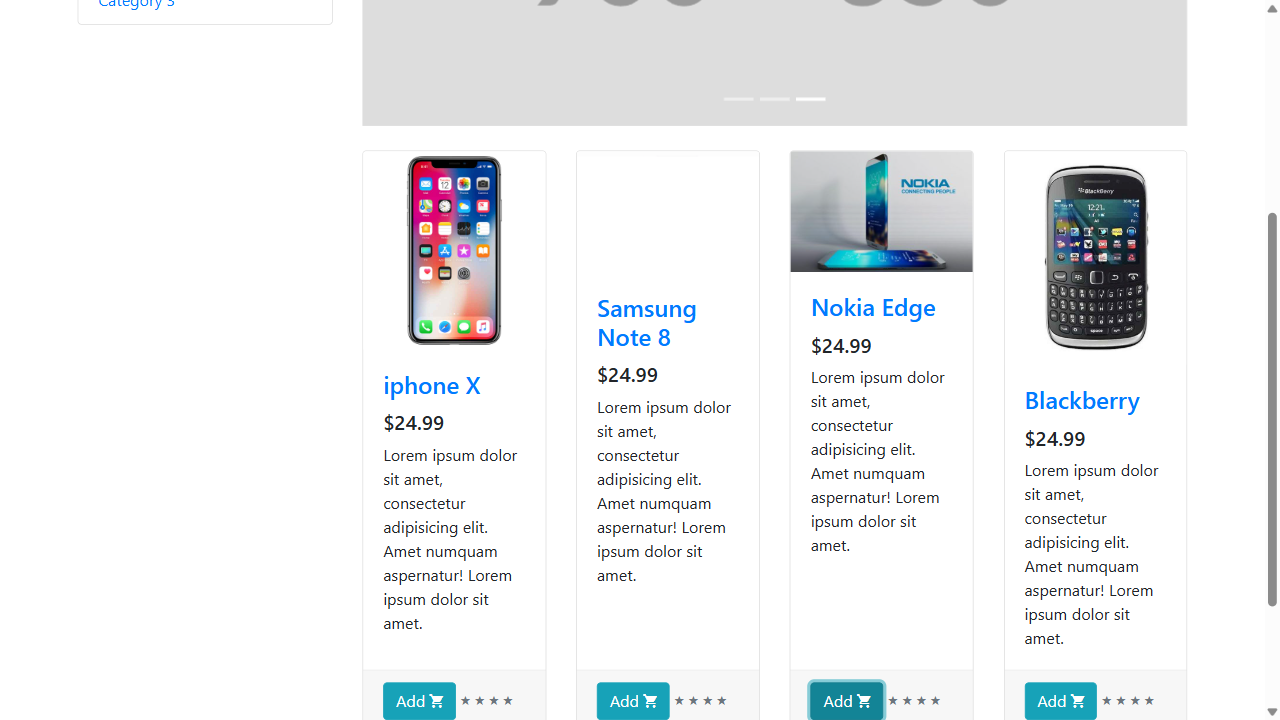 Category 3
iphone X
$24.99
Lorem ipsum dolor
sit amet,
consectetur
adipisicing elit.
Amet numquam
aspernatur! Lorem
ipsum dolor sit
amet.
Add
★ ★ ★ ★
Samsung
Note 8
$24.99
Lorem ipsum dolor
sit amet,
consectetur
adipisicing elit.
Amet numquam
aspernatur! Lorem
ipsum dolor sit
amet.
Add
★ ★ ★ ★
NOKIA
CONNECTING PEOPLE
Nokia Edge
$24.99
Lorem ipsum dolor
sit amet,
consectetur
adipisicing elit.
Amet numquam
aspernatur! Lorem
ipsum dolor sit
amet.
Add
★ ★ ★ ★
BlackBerry
12:21
Blackberry
$24.99
Lorem ipsum dolor
sit amet,
consectetur
adipisicing elit.
Amet numquam
aspernatur! Lorem
ipsum dolor sit
amet.
Add
★ ★ ★ ★